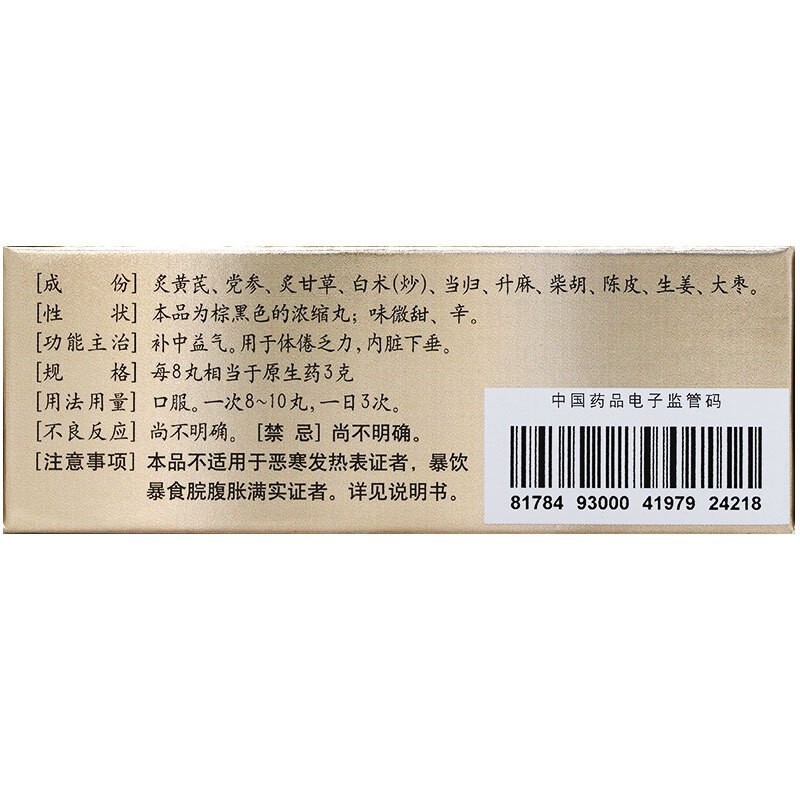 [成 份] 炙黄芪、党参、炙甘草、白术(炒)、当归、升麻、柴胡、陈皮、生姜、大枣。
[性 状] 本品为棕黑色的浓缩丸；味微甜、辛。
[功能主治] 补中益气。用于体倦乏力，内脏下垂。
[规 格] 每8丸相当于原生药3克
[用法用量] 口服。一次8~10丸，一日3次。
[不良反应] 尚不明确。 [禁 忌] 尚不明确。
[注意事项] 本品不适用于恶寒发热表证者，暴饮
暴食脘腹胀满实证者。详见说明书。
中国药品电子监管码
81784 93000 41979 24218